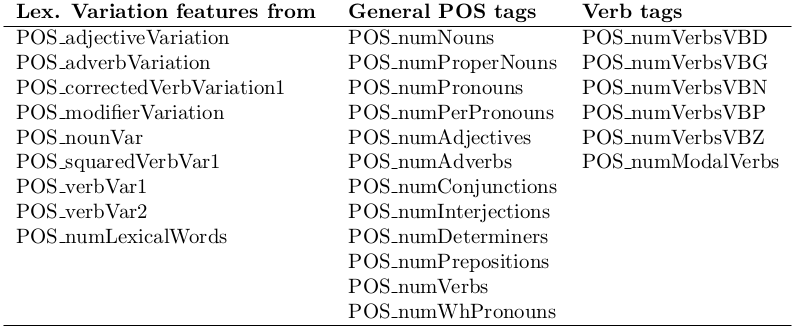 Lex. Variation features from General POS tags Verb tags
POS_adjectiveVariation POS_numNouns POS_numVerbsVBD
POS_adverbVariation POS_numProperNouns POS_numVerbsVBG
POS_correctedVerbVariation1 POS_numPronouns POS_numVerbsVBN
POS_modifierVariation POS_numPerPronouns POS_numVerbsVBP
POS_nounVar POS_numAdjectives POS_numVerbsVBZ
POS_squaredVerbVar1 POS_numAdverbs POS_numModalVerbs
POS_verbVar1 POS_numConjunctions
POS_verbVar2 POS_numInterjections
POS_numLexicalWords POS_numDeterminers
POS_numPrepositions
POS_numVerbs
POS_numWhPronouns